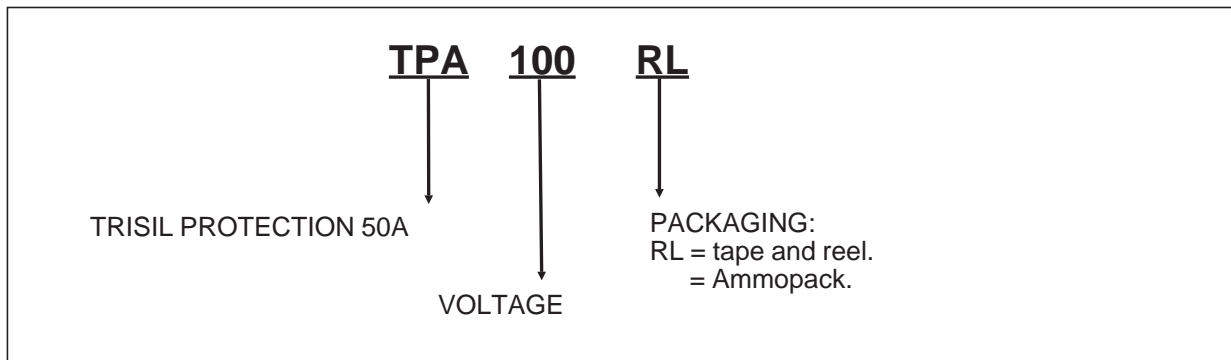 TPA 100 RL
TRISIL PROTECTION 50A
PACKAGING:
RL = tape and reel.
= Ammopack.
VOLTAGE